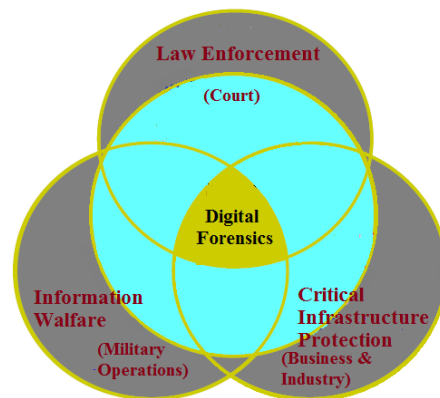 Law Enforcement
(Court)
Digital
Forensics
Information
Walfare
(Military
Operations)
Critical
Infrastructure
Protection
(Business &
Industry)